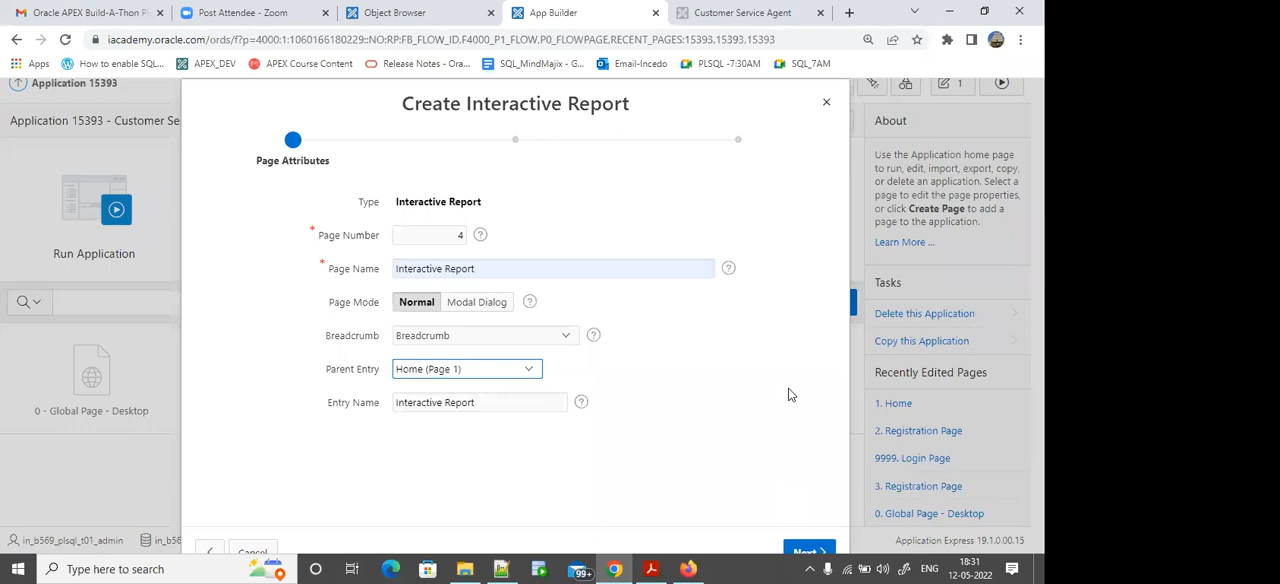 Oracle APEX Build-A-Thon P
Post Attendee - Zoom
Object Browser
App Builder
Customer Service Agent
iacademy.oracle.com/ords/f?p=4000:1:1060166180229::NO:RP:FB_FLOW_ID,F4000_P1_FLOW,P0_FLOWPAGE,RECENT_PAGES:15393,15393,15393
Apps
How to enable SQL...
APEX_DEV
APEX Course Content
Release Notes - Ora...
SQL_MindMajix - G...
Email-Incedo
PLSQL -7:30AM
SQL_7AM
Application 15393
1
Application 15393 - Customer Se
Run Application
0 - Global Page - Desktop
Create Interactive Report
Page Attributes
Type Interactive Report
* Page Number 4
* Page Name Interactive Report
Page Mode Normal Modal Dialog
Breadcrumb Breadcrumb
Parent Entry Home (Page 1)
Entry Name Interactive Report
Cancel
Next
About
Use the Application home page
to run, edit, import, export, copy,
or delete an application. Select a
page to edit the page properties,
or click Create Page to add a
page to the application.
Learn More ...
Tasks
Delete this Application
Copy this Application
Recently Edited Pages
1. Home
2. Registration Page
9999. Login Page
3. Registration Page
0. Global Page - Desktop
in_b569_plsql_t01_admin
in_b56
Application Express 19.1.0.00.15
Type here to search
99+
ENG
18:31
12-05-2022